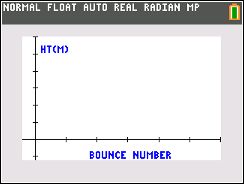 NORMAL FLOAT AUTO REAL RADIAN MP
HT(M)
BOUNCE NUMBER